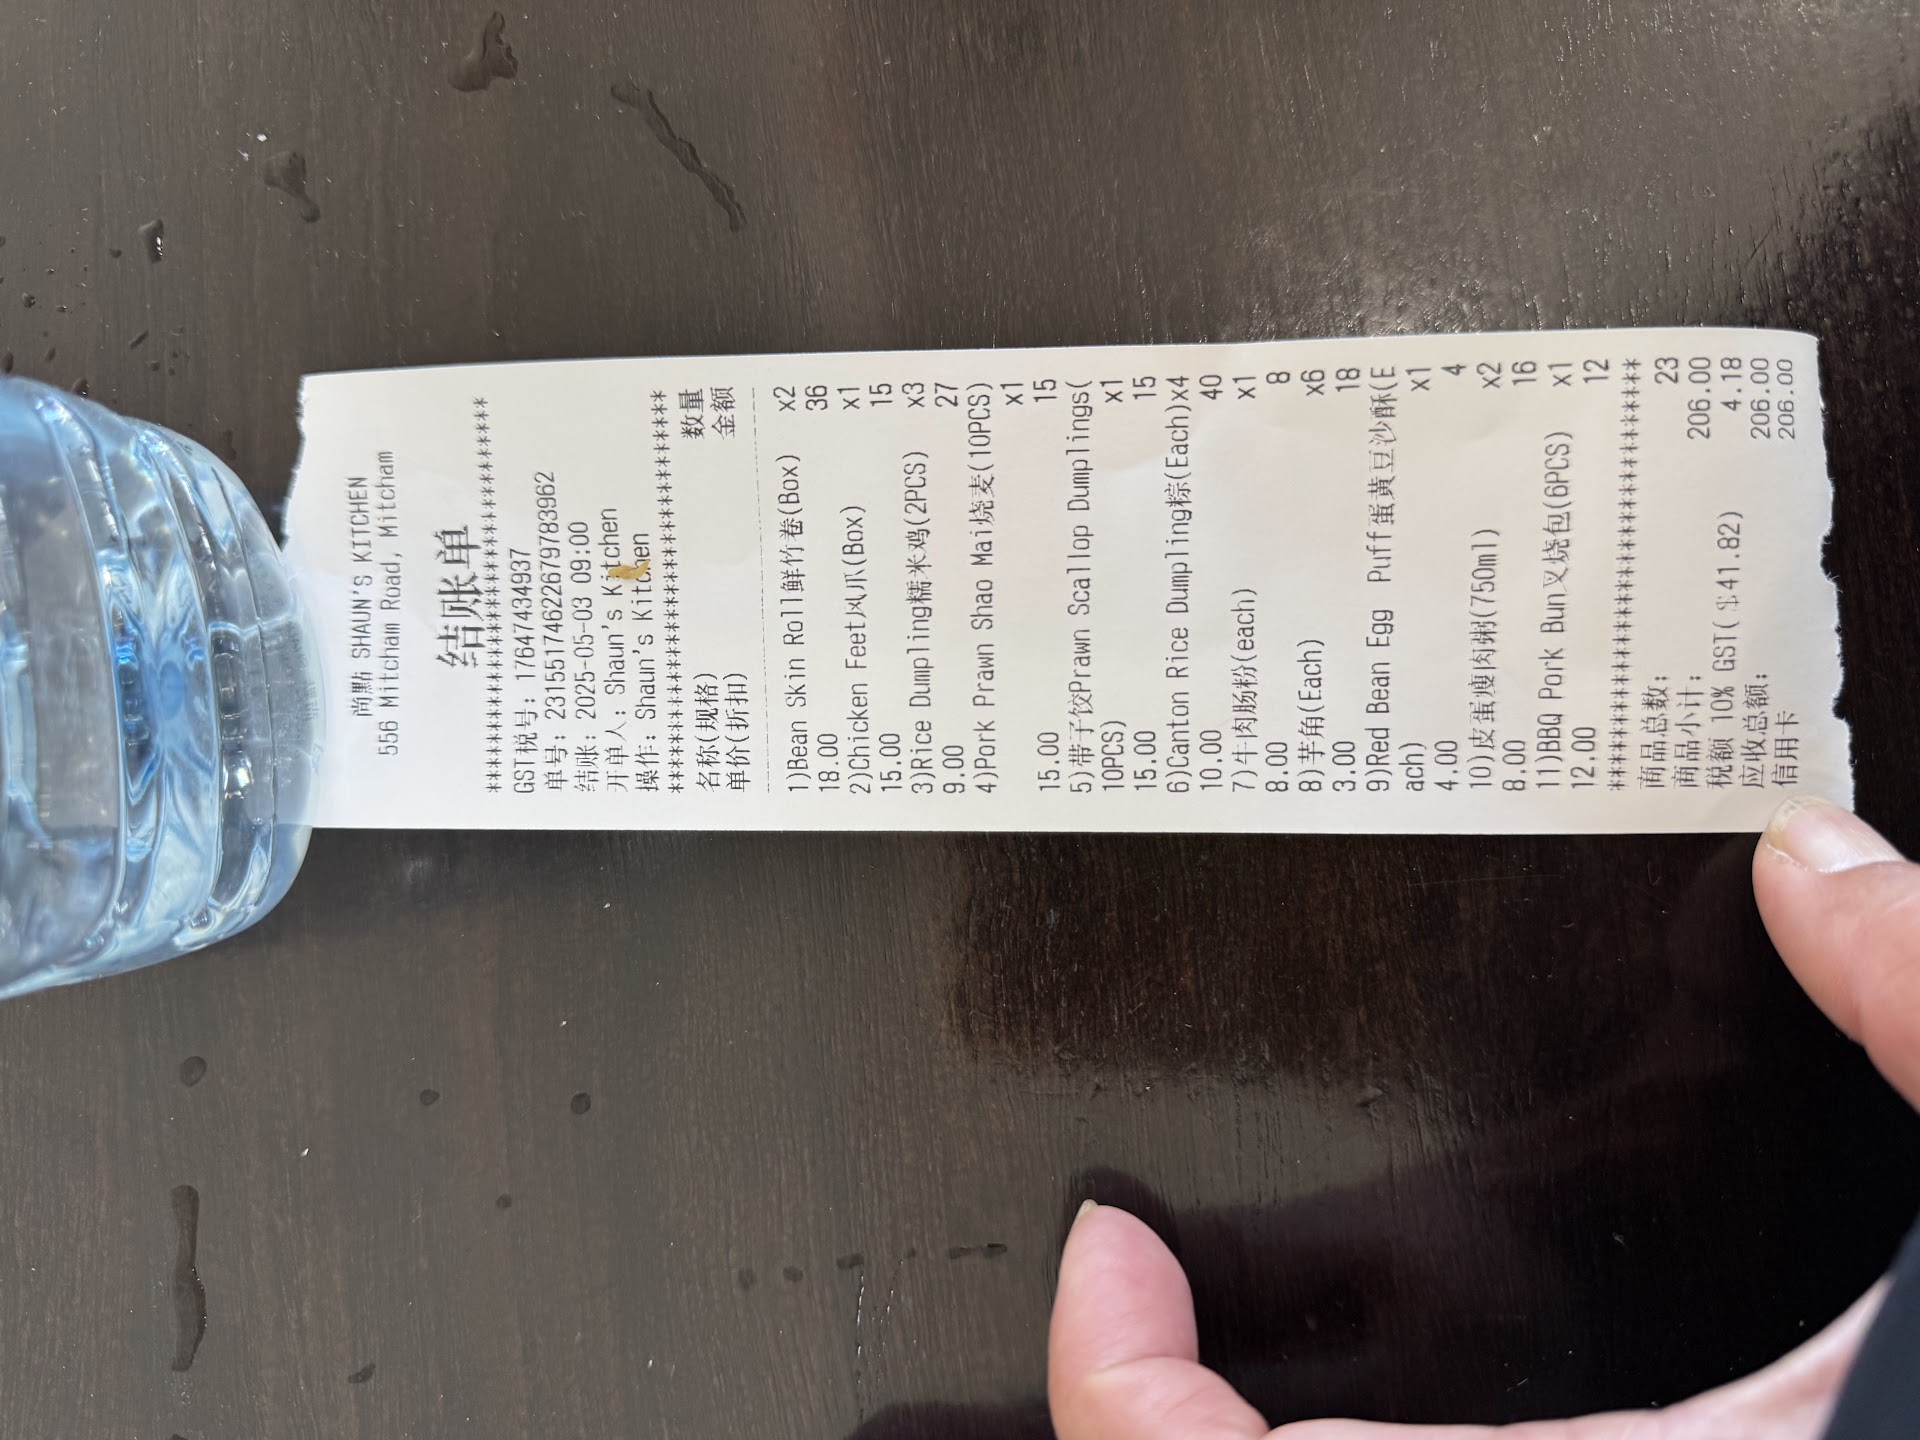 尚點 SHAUN'S KITCHEN
556 Mitcham Road, Mitcham
结账单
****************************************
GST税号: 17647434937
单号: 2315517462267978​3962
结账: 2025-05-03 09:00
开单人: Shaun's Kitchen
操作: Shaun's Kitchen
****************************************
名称(规格) 数量
单价(折扣) 金额
1)Bean Skin Roll鲜竹卷(Box) x2
18.00 36
2)Chicken Feet风爪(Box) x1
15.00 15
3)Rice Dumpling糯米鸡(2PCS) x3
9.00 27
4)Pork Prawn Shao Mai烧麦(10PCS)
x1
15.00 15
5)带子饺Prawn Scallop Dumplings(
10PCS) x1
15.00 15
6)Canton Rice Dumpling粽(Each)x4
10.00 40
7)牛肉肠粉(each) x1
8.00 8
8)芋角(Each) x6
3.00 18
9)Red Bean Egg Puff蛋黄豆沙酥(E
ach) x1
4.00 4
10)皮蛋瘦肉粥(750ml) x2
8.00 16
11)BBQ Pork Bun叉烧包(6PCS) x1
12.00 12
****************************************
商品总数: 23
商品小计: 206.00
税额 10% GST($41.82) 4.18
应收总额: 206.00
信用卡 206.00